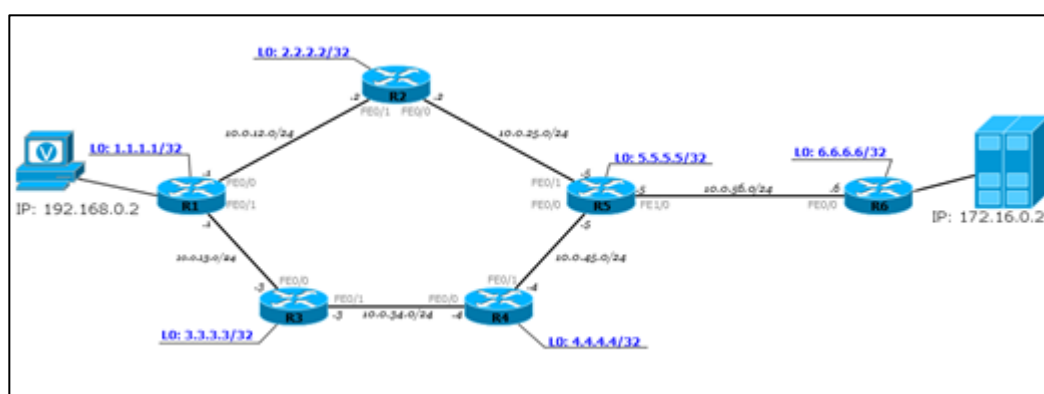 L0: 2.2.2.2/32
R2
.2
.2
FE0/1 FE0/0
10.0.12.0/24
10.0.25.0/24
V
L0: 1.1.1.1/32
L0: 5.5.5.5/32
L0: 6.6.6.6/32
.1
FE0/0
R1
FE0/1
.1
IP: 192.168.0.2
.5
FE0/1
FE0/0
R5
.5
FE1/0
.5
10.0.56.0/24
.6
FE0/0
R6
IP: 172.16.0.2
10.0.13.0/24
10.0.45.0/24
.3
FE0/0
R3
FE0/1
.3
10.0.34.0/24
FE0/0
.4
FE0/1
R4
.4
L0: 3.3.3.3/32
L0: 4.4.4.4/32